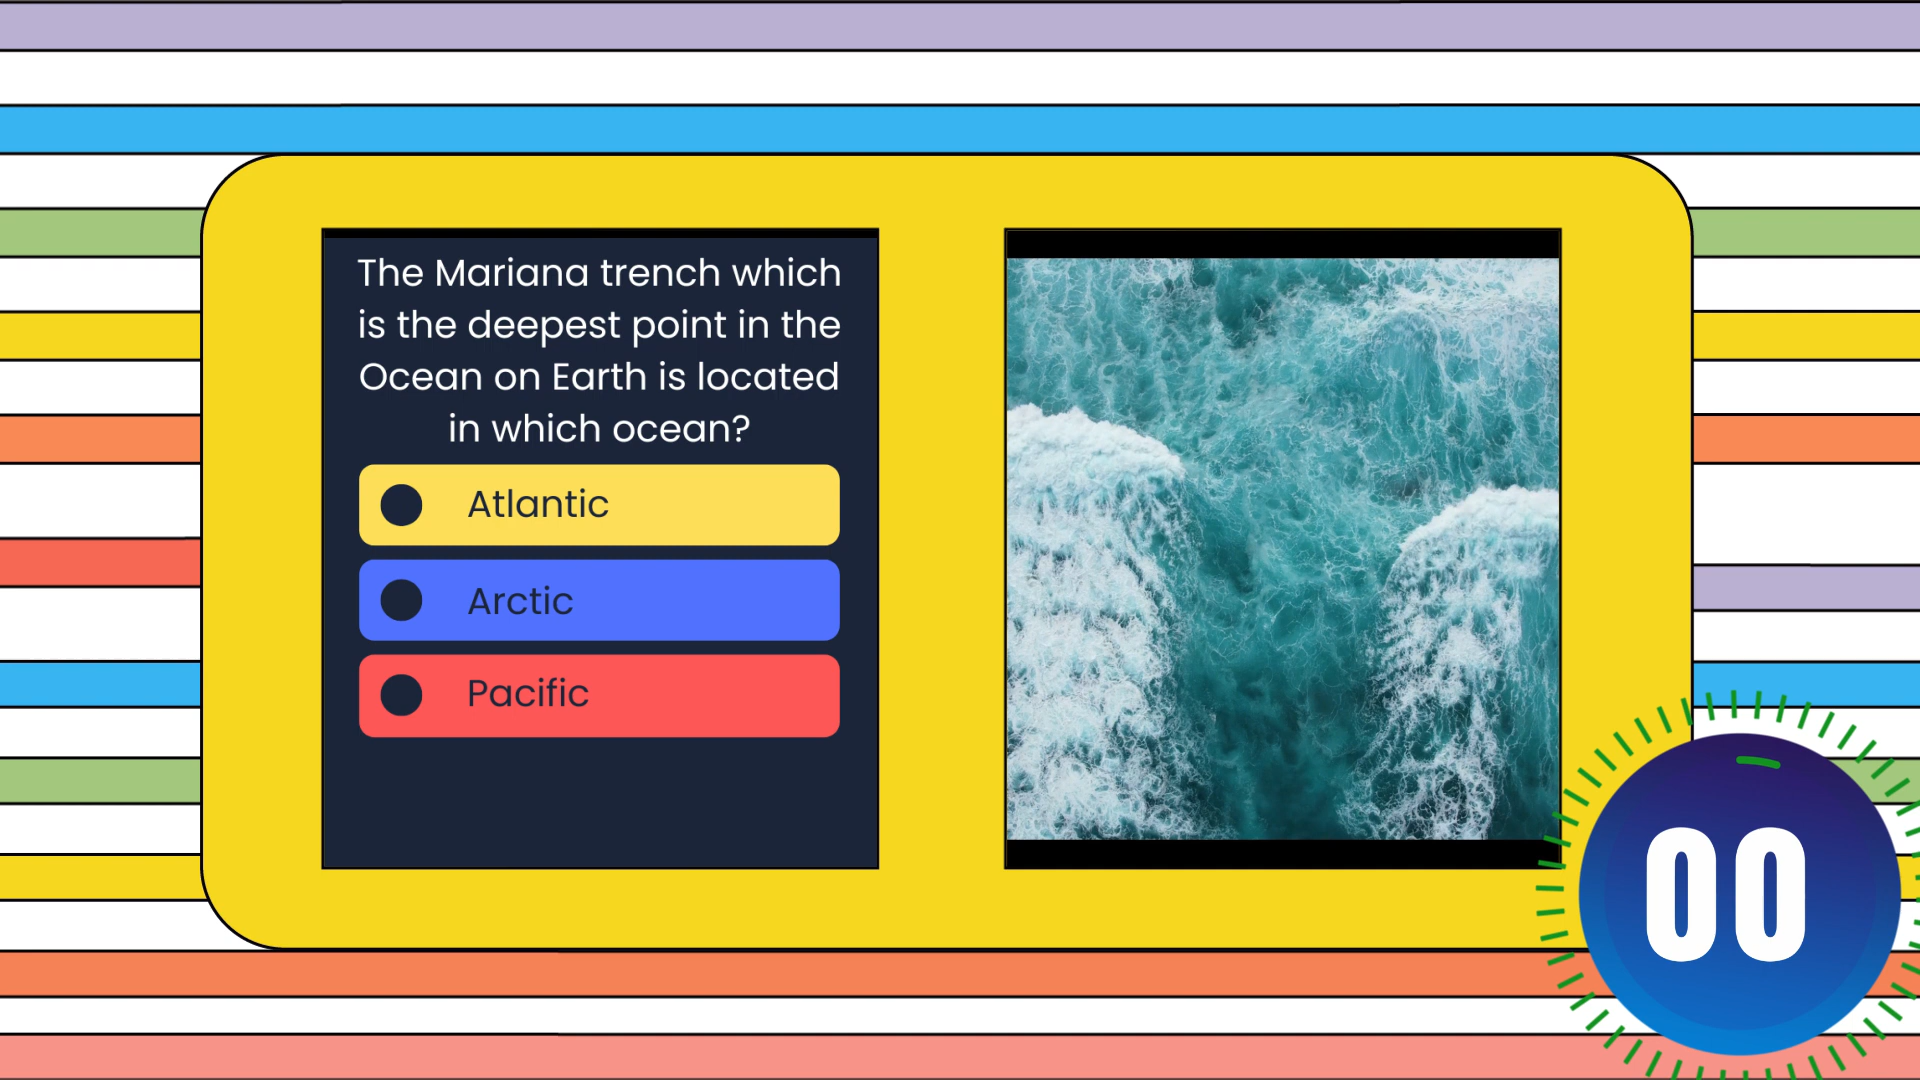 The Mariana trench which
is the deepest point in the
Ocean on Earth is located
in which ocean?
Atlantic
Arctic
Pacific
00